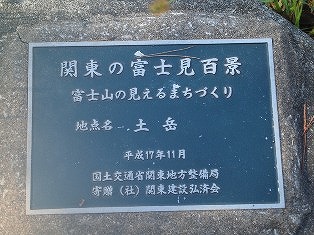 関東の富士見百景
富士山の見えるまちづくり
地点名ー土岳
平成17年11月
国土交通省関東地方整備局
寄贈（社）関東建設弘済会